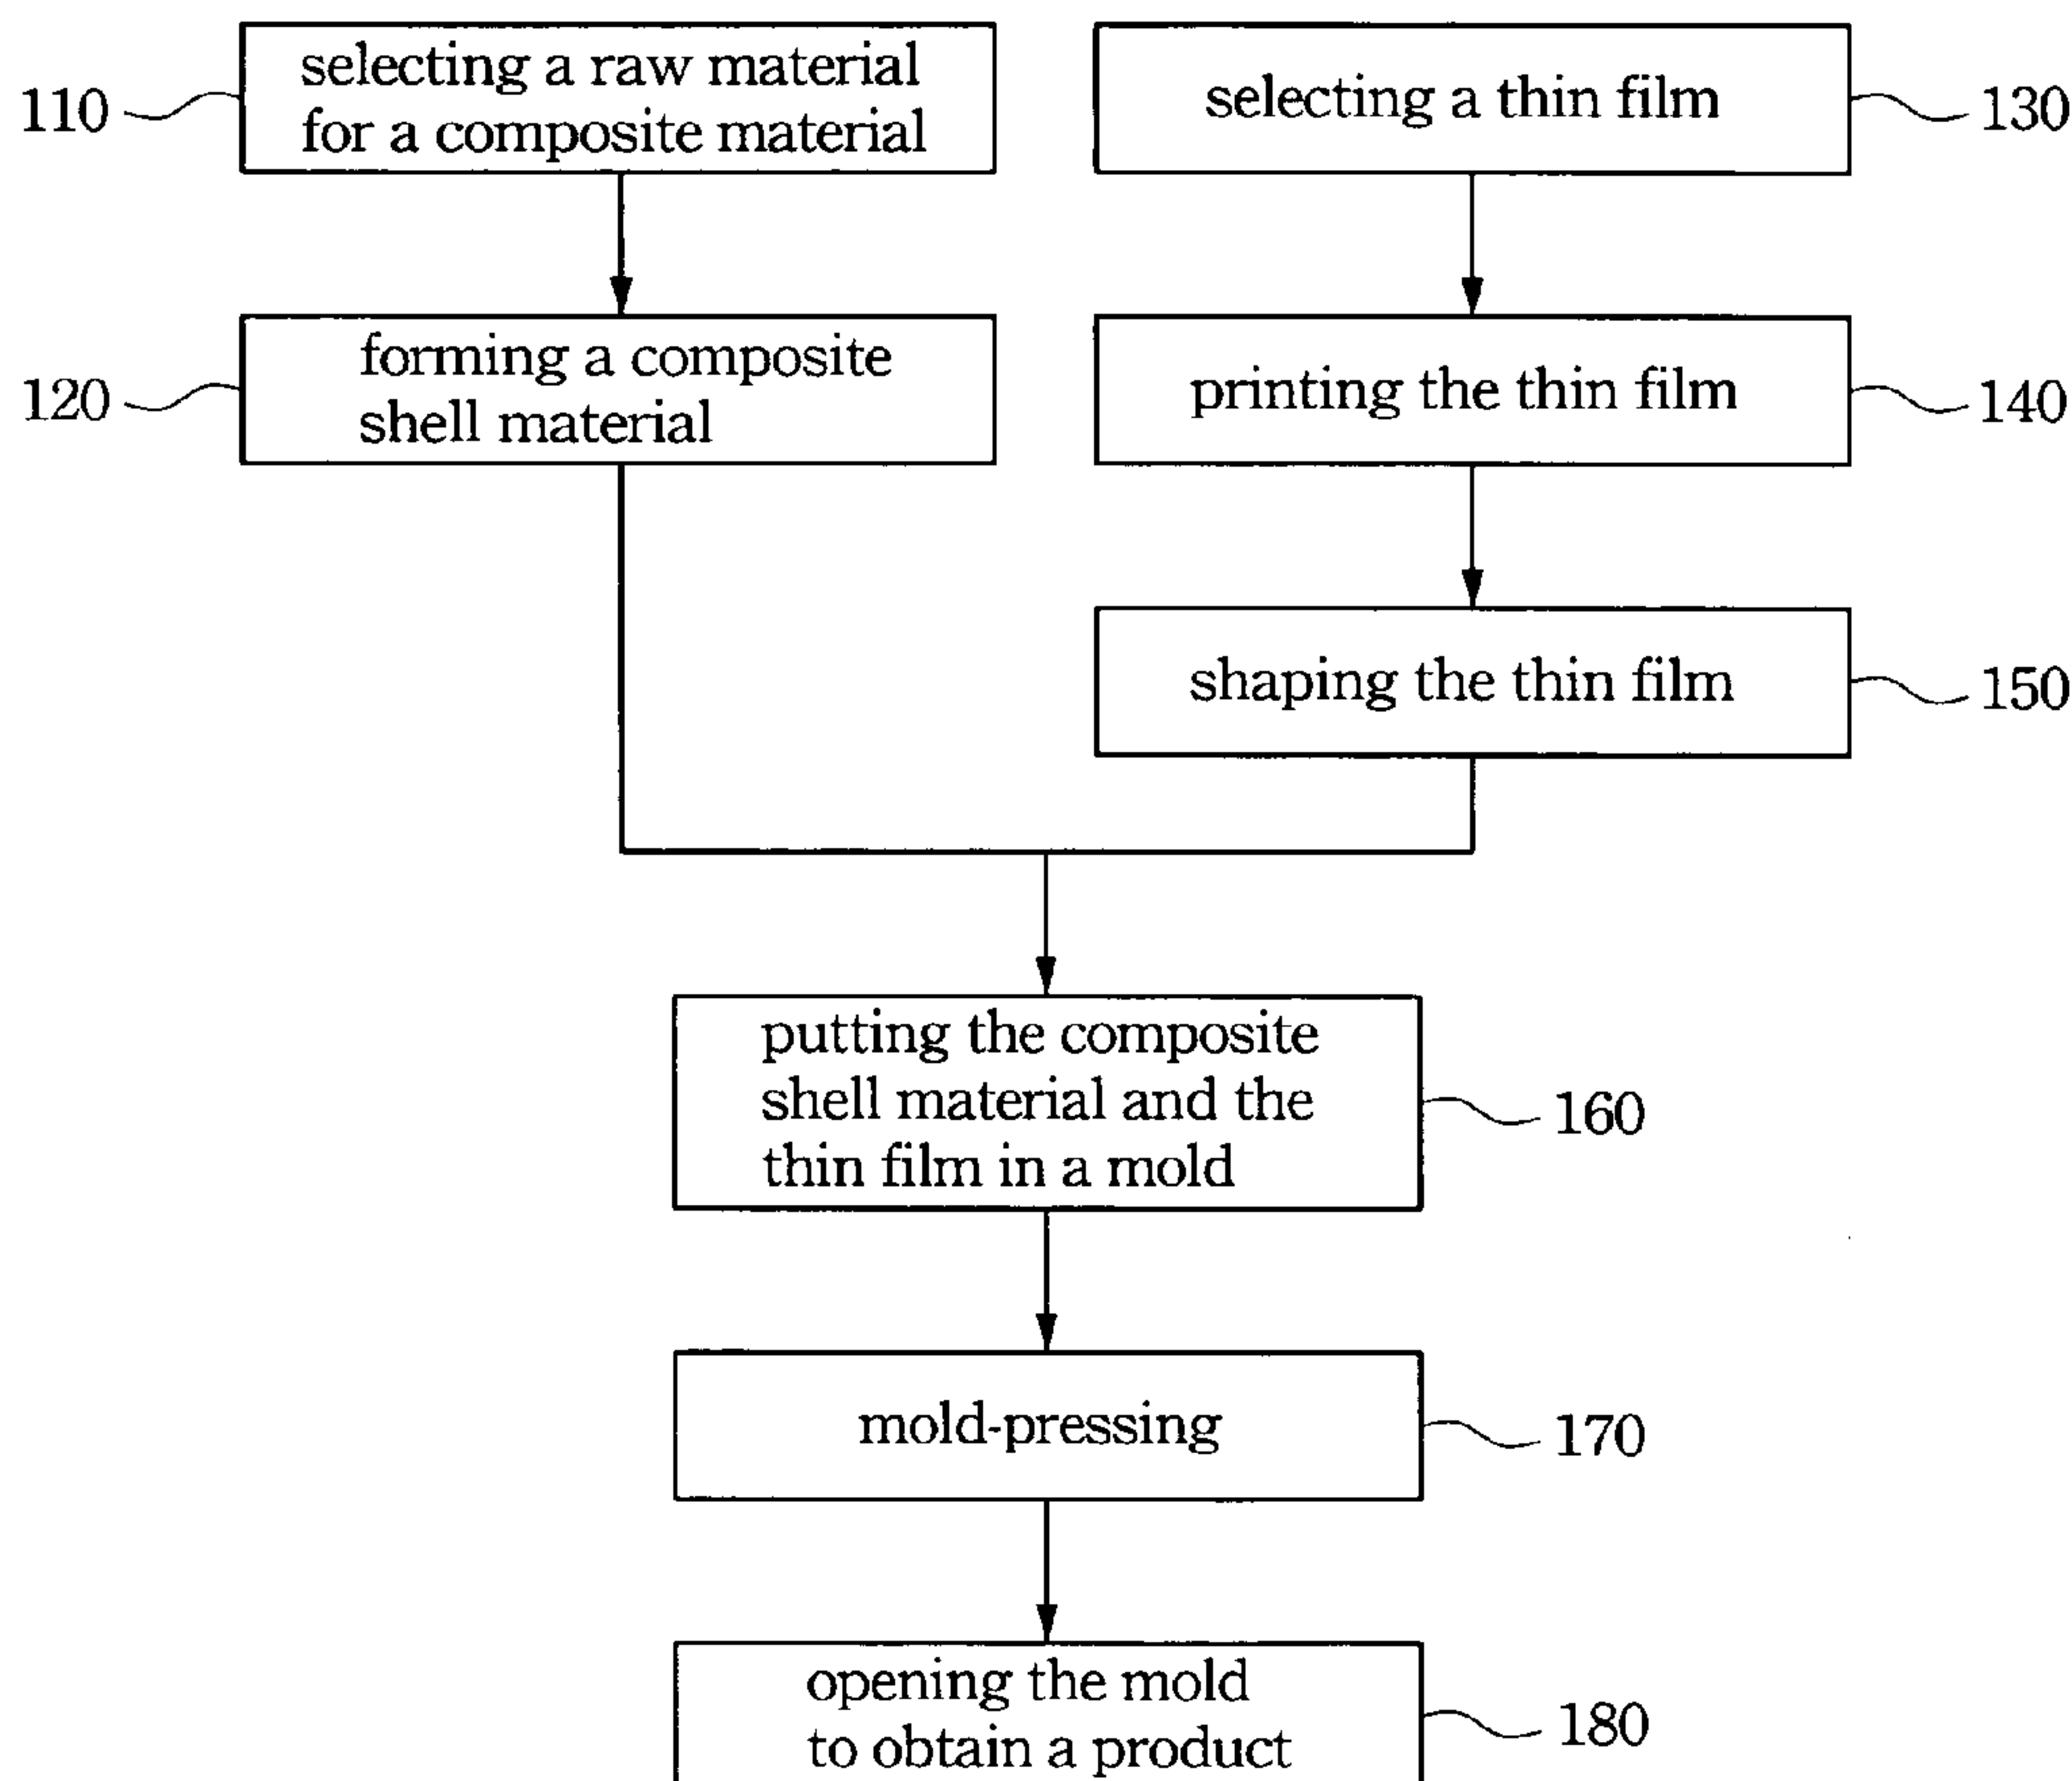 110
selecting a raw material
for a composite material
selecting a thin film
130
120
forming a composite
shell material
printing the thin film
140
shaping the thin film
150
putting the composite
shell material and the
thin film in a mold
160
mold-pressing
170
opening the mold
to obtain a product
180